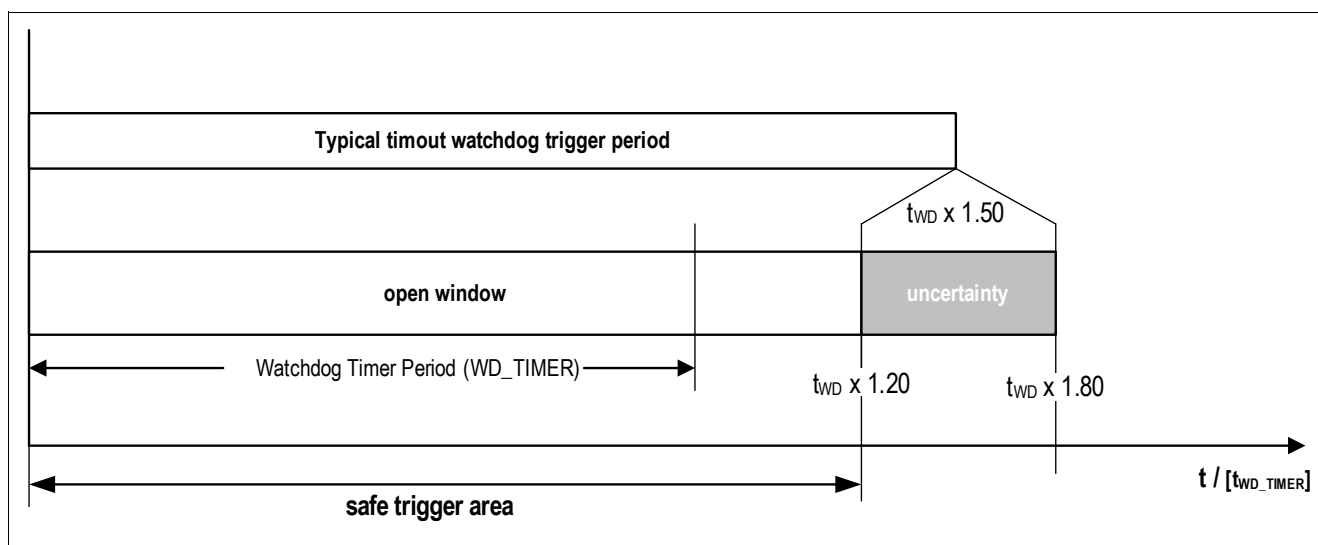 Typical timout watchdog trigger period
tWD x 1.50
open window
uncertainty
Watchdog Timer Period (WD_TIMER)
tWD x 1.20
tWD x 1.80
t / [tWD_TIMER]
safe trigger area